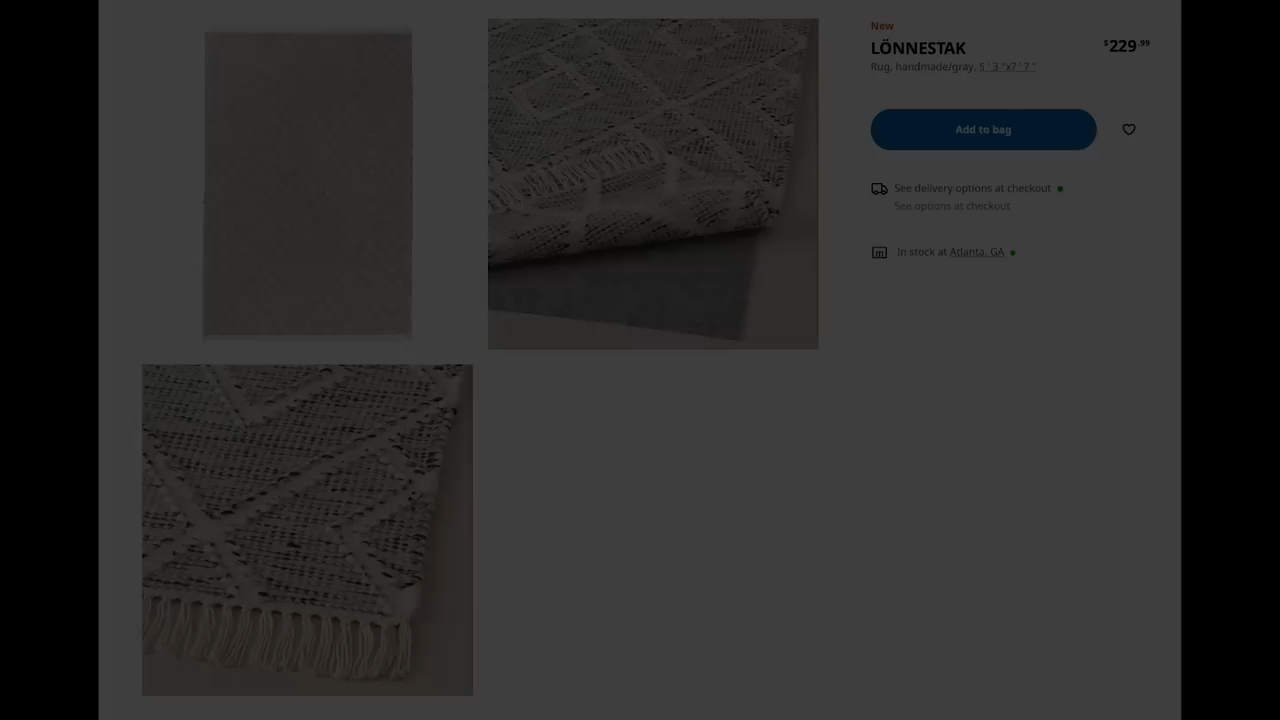 New
LÖNNESTAK
$229.99
Rug, handmade/gray, 5'3"x7'7"
Add to bag
See delivery options at checkout
See options at checkout
In stock at Atlanta, GA